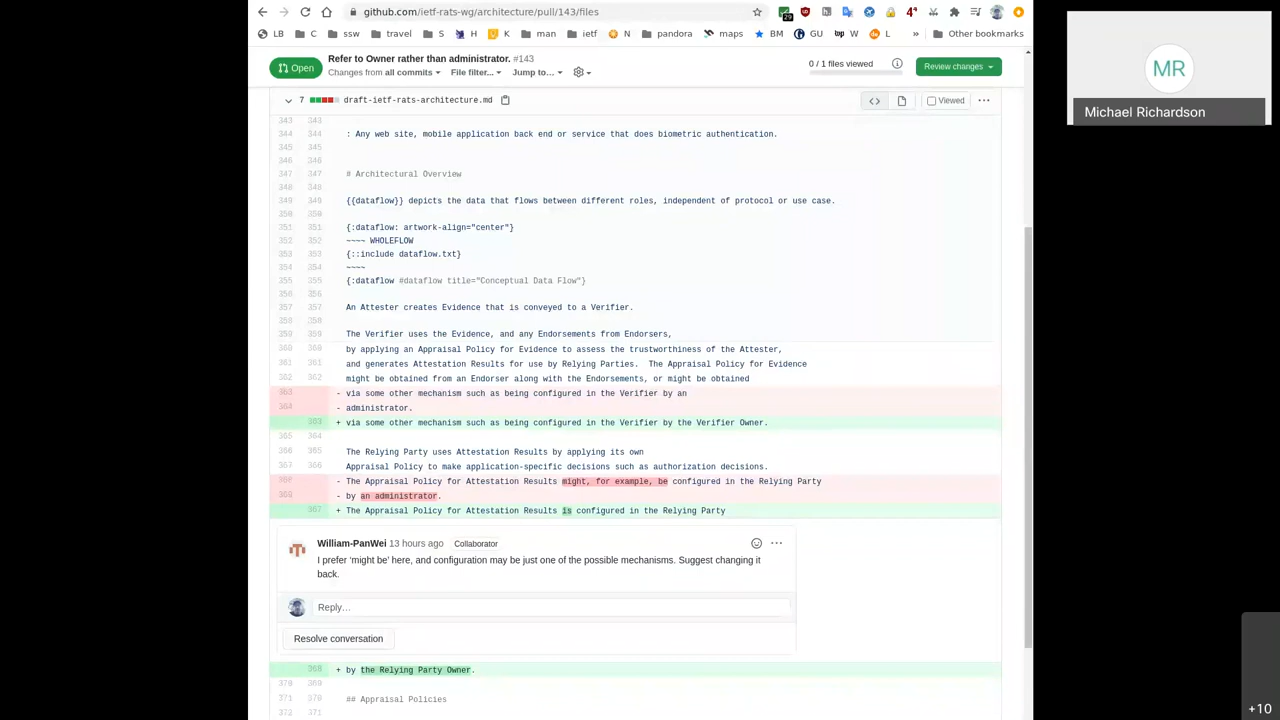 github.com/ietf-rats-wg/architecture/pull/143/files
29
4⁹
LB C ssw travel S H K man ietf N pandora maps BM GU W L » Other bookmarks
Open
Refer to Owner rather than administrator. #143
Changes from all commits File filter... Jump to...
0 / 1 files viewed
Review changes
7 draft-ietf-rats-architecture.md
Viewed
343 343
344 344 : Any web site, mobile application back end or service that does biometric authentication.
345 345
346 346
347 347 # Architectural Overview
348 348
349 349 {{dataflow}} depicts the data that flows between different roles, independent of protocol or use case.
350 350
351 351 {:dataflow: artwork-align="center"}
352 352 ~~~~ WHOLEFLOW
353 353 {::include dataflow.txt}
354 354 ~~~~
355 355 {:dataflow #dataflow title="Conceptual Data Flow"}
356 356
357 357 An Attester creates Evidence that is conveyed to a Verifier.
358 358
359 359 The Verifier uses the Evidence, and any Endorsements from Endorsers,
360 360 by applying an Appraisal Policy for Evidence to assess the trustworthiness of the Attester,
361 361 and generates Attestation Results for use by Relying Parties. The Appraisal Policy for Evidence
362 362 might be obtained from an Endorser along with the Endorsements, or might be obtained
363 - via some other mechanism such as being configured in the Verifier by an
364 - administrator.
363 + via some other mechanism such as being configured in the Verifier by the Verifier Owner.
365 364
366 365 The Relying Party uses Attestation Results by applying its own
367 366 Appraisal Policy to make application-specific decisions such as authorization decisions.
368 - The Appraisal Policy for Attestation Results might, for example, be configured in the Relying Party
369 - by an administrator.
367 + The Appraisal Policy for Attestation Results is configured in the Relying Party
William-PanWei 13 hours ago Collaborator
I prefer 'might be' here, and configuration may be just one of the possible mechanisms. Suggest changing it
back.
Reply...
Resolve conversation
368 + by the Relying Party Owner.
370 369
371 370 ## Appraisal Policies
372 371
MR
Michael Richardson
+10